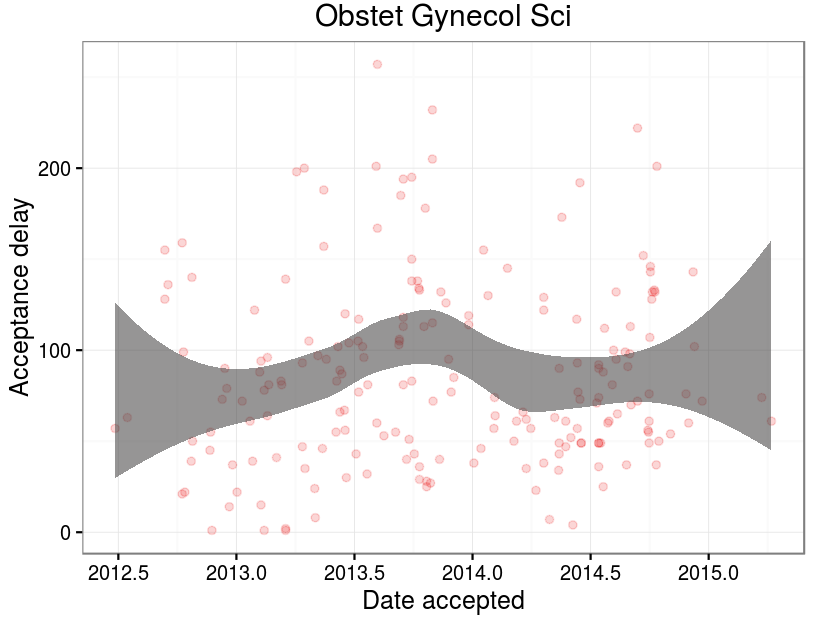 Obstet Gynecol Sci
Acceptance delay
200
100
0
2012.5 2013.0 2013.5 2014.0 2014.5 2015.0
Date accepted